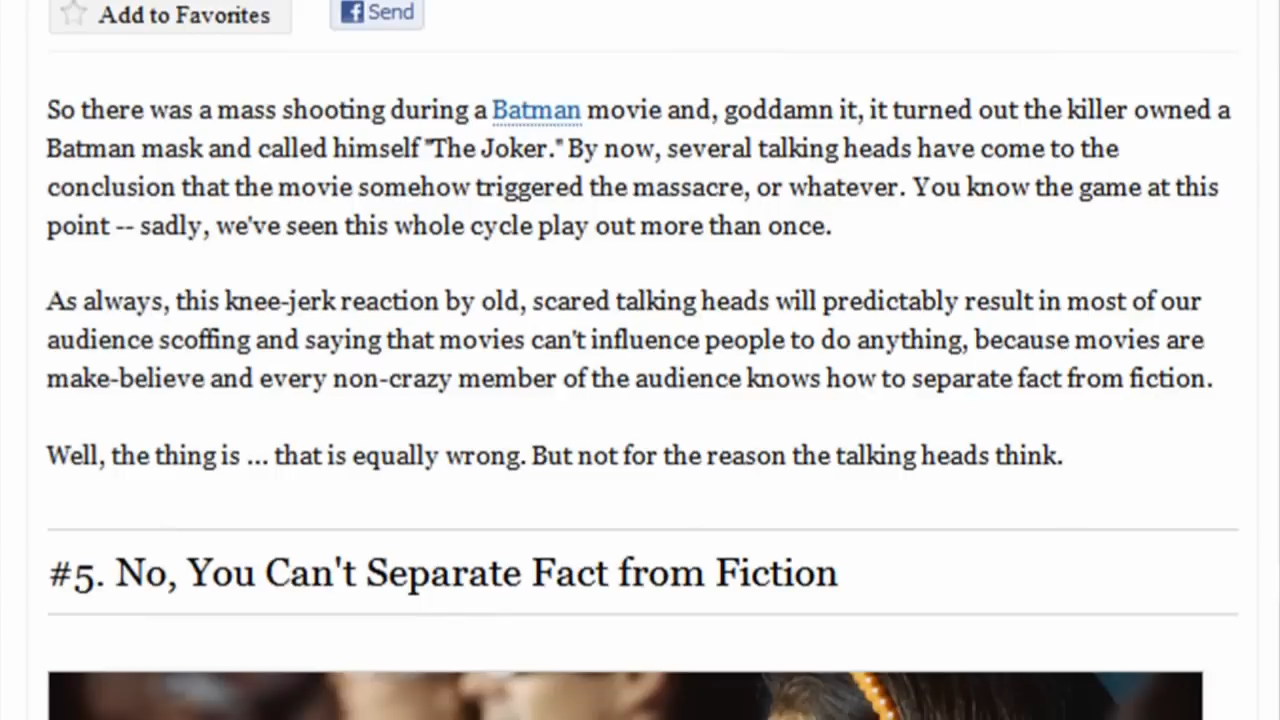 Add to Favorites
Send
So there was a mass shooting during a Batman movie and, goddamn it, it turned out the killer owned a
Batman mask and called himself "The Joker." By now, several talking heads have come to the
conclusion that the movie somehow triggered the massacre, or whatever. You know the game at this
point -- sadly, we've seen this whole cycle play out more than once.
As always, this knee-jerk reaction by old, scared talking heads will predictably result in most of our
audience scoffing and saying that movies can't influence people to do anything, because movies are
make-believe and every non-crazy member of the audience knows how to separate fact from fiction.
Well, the thing is ... that is equally wrong. But not for the reason the talking heads think.
#5. No, You Can't Separate Fact from Fiction